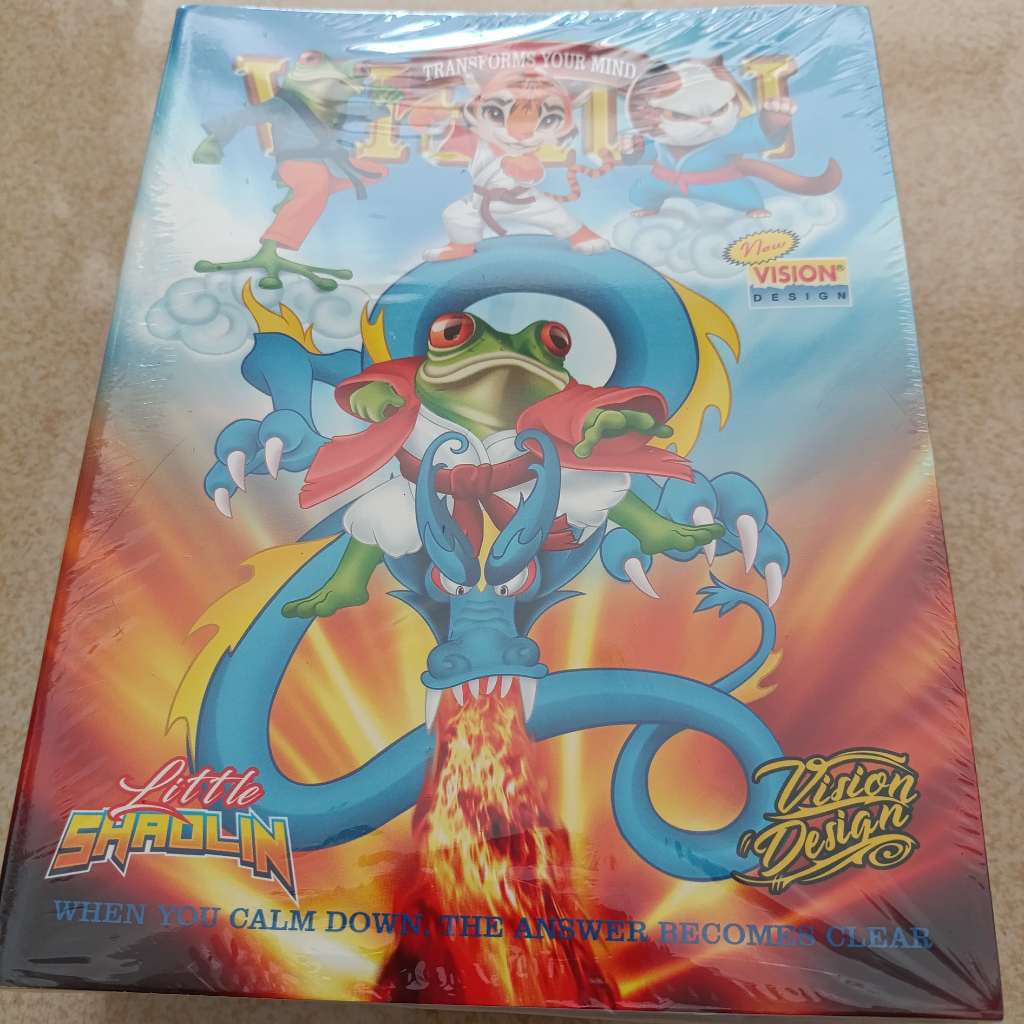 TRANSFORMS YOUR MIND
New
VISION®
DESIGN
Little
SHAOLIN
Vision
Design
WHEN YOU CALM DOWN, THE ANSWER BECOMES CLEAR